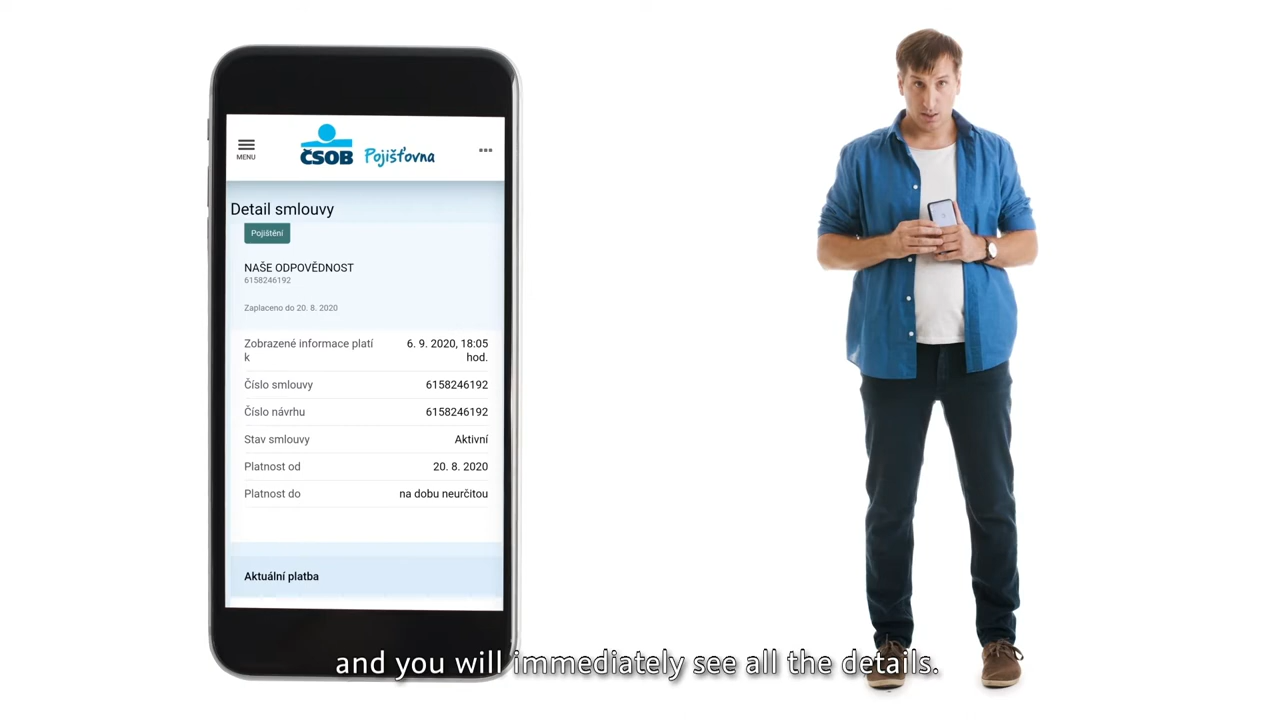 MENU
ČSOB Pojišťovna
Detail smlouvy
Pojištění
NAŠE ODPOVĚDNOST
6158246192
Zaplaceno do 20. 8. 2020
Zobrazené informace platí 6. 9. 2020, 18:05
k hod.
Číslo smlouvy 6158246192
Číslo návrhu 6158246192
Stav smlouvy Aktivní
Platnost od 20. 8. 2020
Platnost do na dobu neurčitou
Aktuální platba
and you will immediately see all the details.